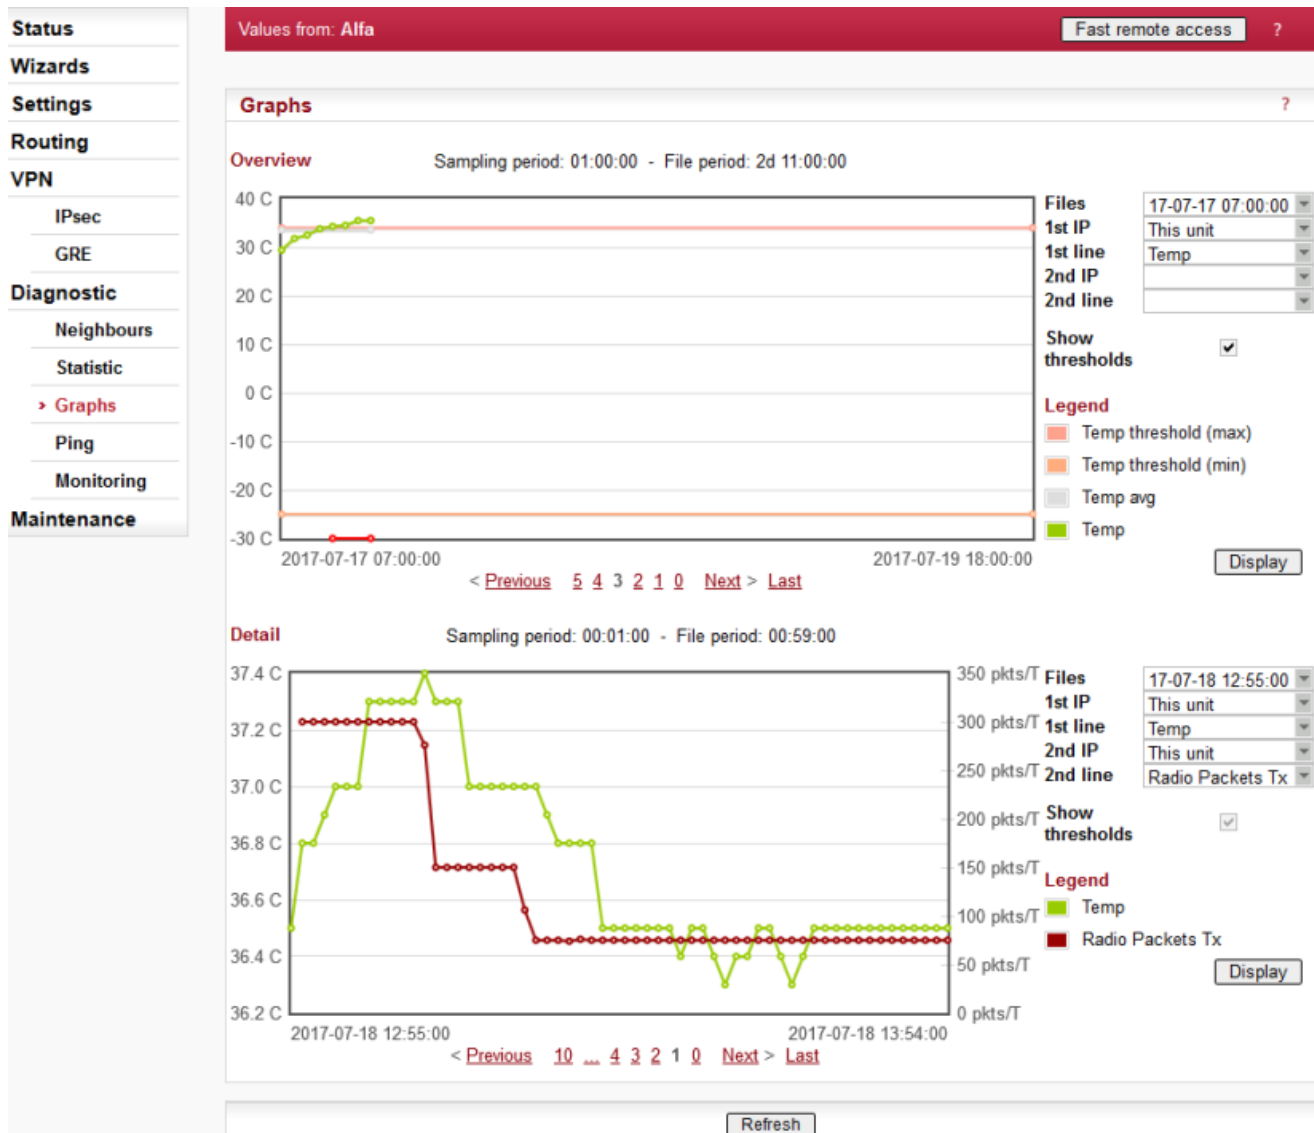 Status
Wizards
Settings
Routing
VPN
IPsec
GRE
Diagnostic
Neighbours
Statistic
> Graphs
Ping
Monitoring
Maintenance
Values from: Alfa
Fast remote access ?
Graphs ?
Overview Sampling period: 01:00:00 - File period: 2d 11:00:00
40 C
30 C
20 C
10 C
0 C
-10 C
-20 C
-30 C
2017-07-17 07:00:00 2017-07-19 18:00:00
< Previous 5 4 3 2 1 0 Next > Last
Files 17-07-17 07:00:00
1st IP This unit
1st line Temp
2nd IP
2nd line
Show
thresholds
Legend
Temp threshold (max)
Temp threshold (min)
Temp avg
Temp
Display
Detail Sampling period: 00:01:00 - File period: 00:59:00
37.4 C
37.2 C
37.0 C
36.8 C
36.6 C
36.4 C
36.2 C
350 pkts/T
300 pkts/T
250 pkts/T
200 pkts/T
150 pkts/T
100 pkts/T
50 pkts/T
0 pkts/T
2017-07-18 12:55:00 2017-07-18 13:54:00
< Previous 10 ... 4 3 2 1 0 Next > Last
Files 17-07-18 12:55:00
1st IP This unit
1st line Temp
2nd IP This unit
2nd line Radio Packets Tx
Show
thresholds
Legend
Temp
Radio Packets Tx
Display
Refresh